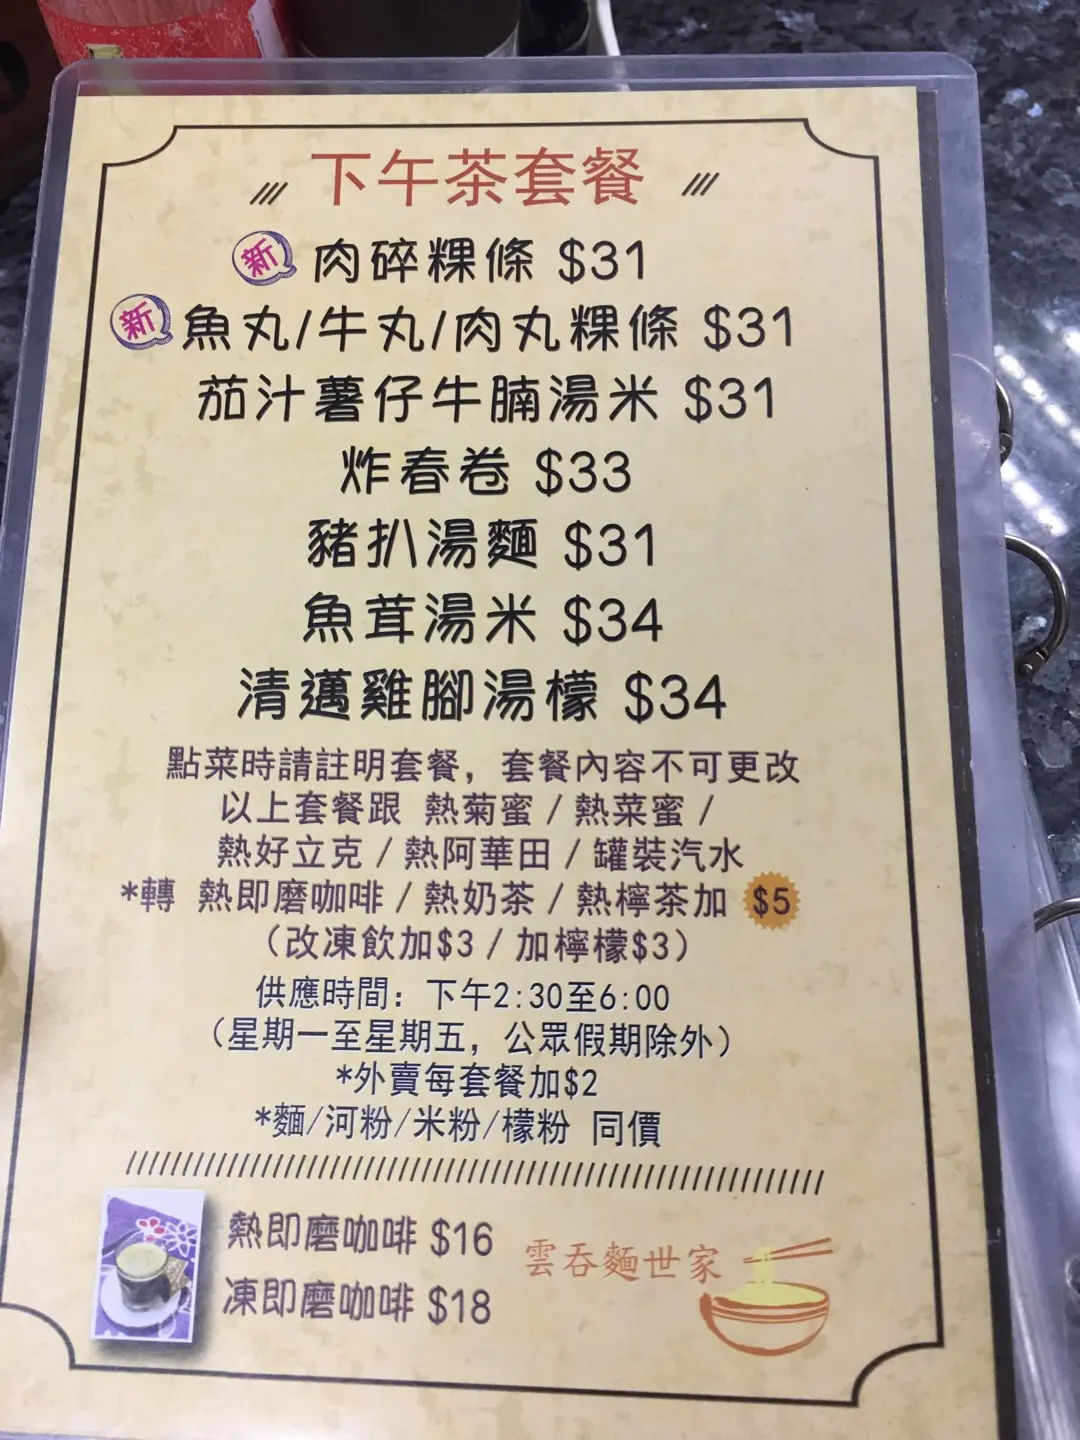 下午茶套餐
新 肉碎粿條 $31
新 魚丸/牛丸/肉丸粿條 $31
茄汁薯仔牛腩湯米 $31
炸春卷 $33
豬扒湯麵 $31
魚茸湯米 $34
清邁雞腳湯檬 $34
點菜時請註明套餐，套餐內容不可更改
以上套餐跟 熱菊蜜 / 熱菜蜜 /
熱好立克 / 熱阿華田 / 罐裝汽水
*轉 熱即磨咖啡 / 熱奶茶 / 熱檸茶加 $5
（改凍飲加$3 / 加檸檬$3）
供應時間：下午2:30至6:00
（星期一至星期五，公眾假期除外）
*外賣每套餐加$2
*麵/河粉/米粉/檬粉 同價
熱即磨咖啡 $16
凍即磨咖啡 $18
雲吞麵世家